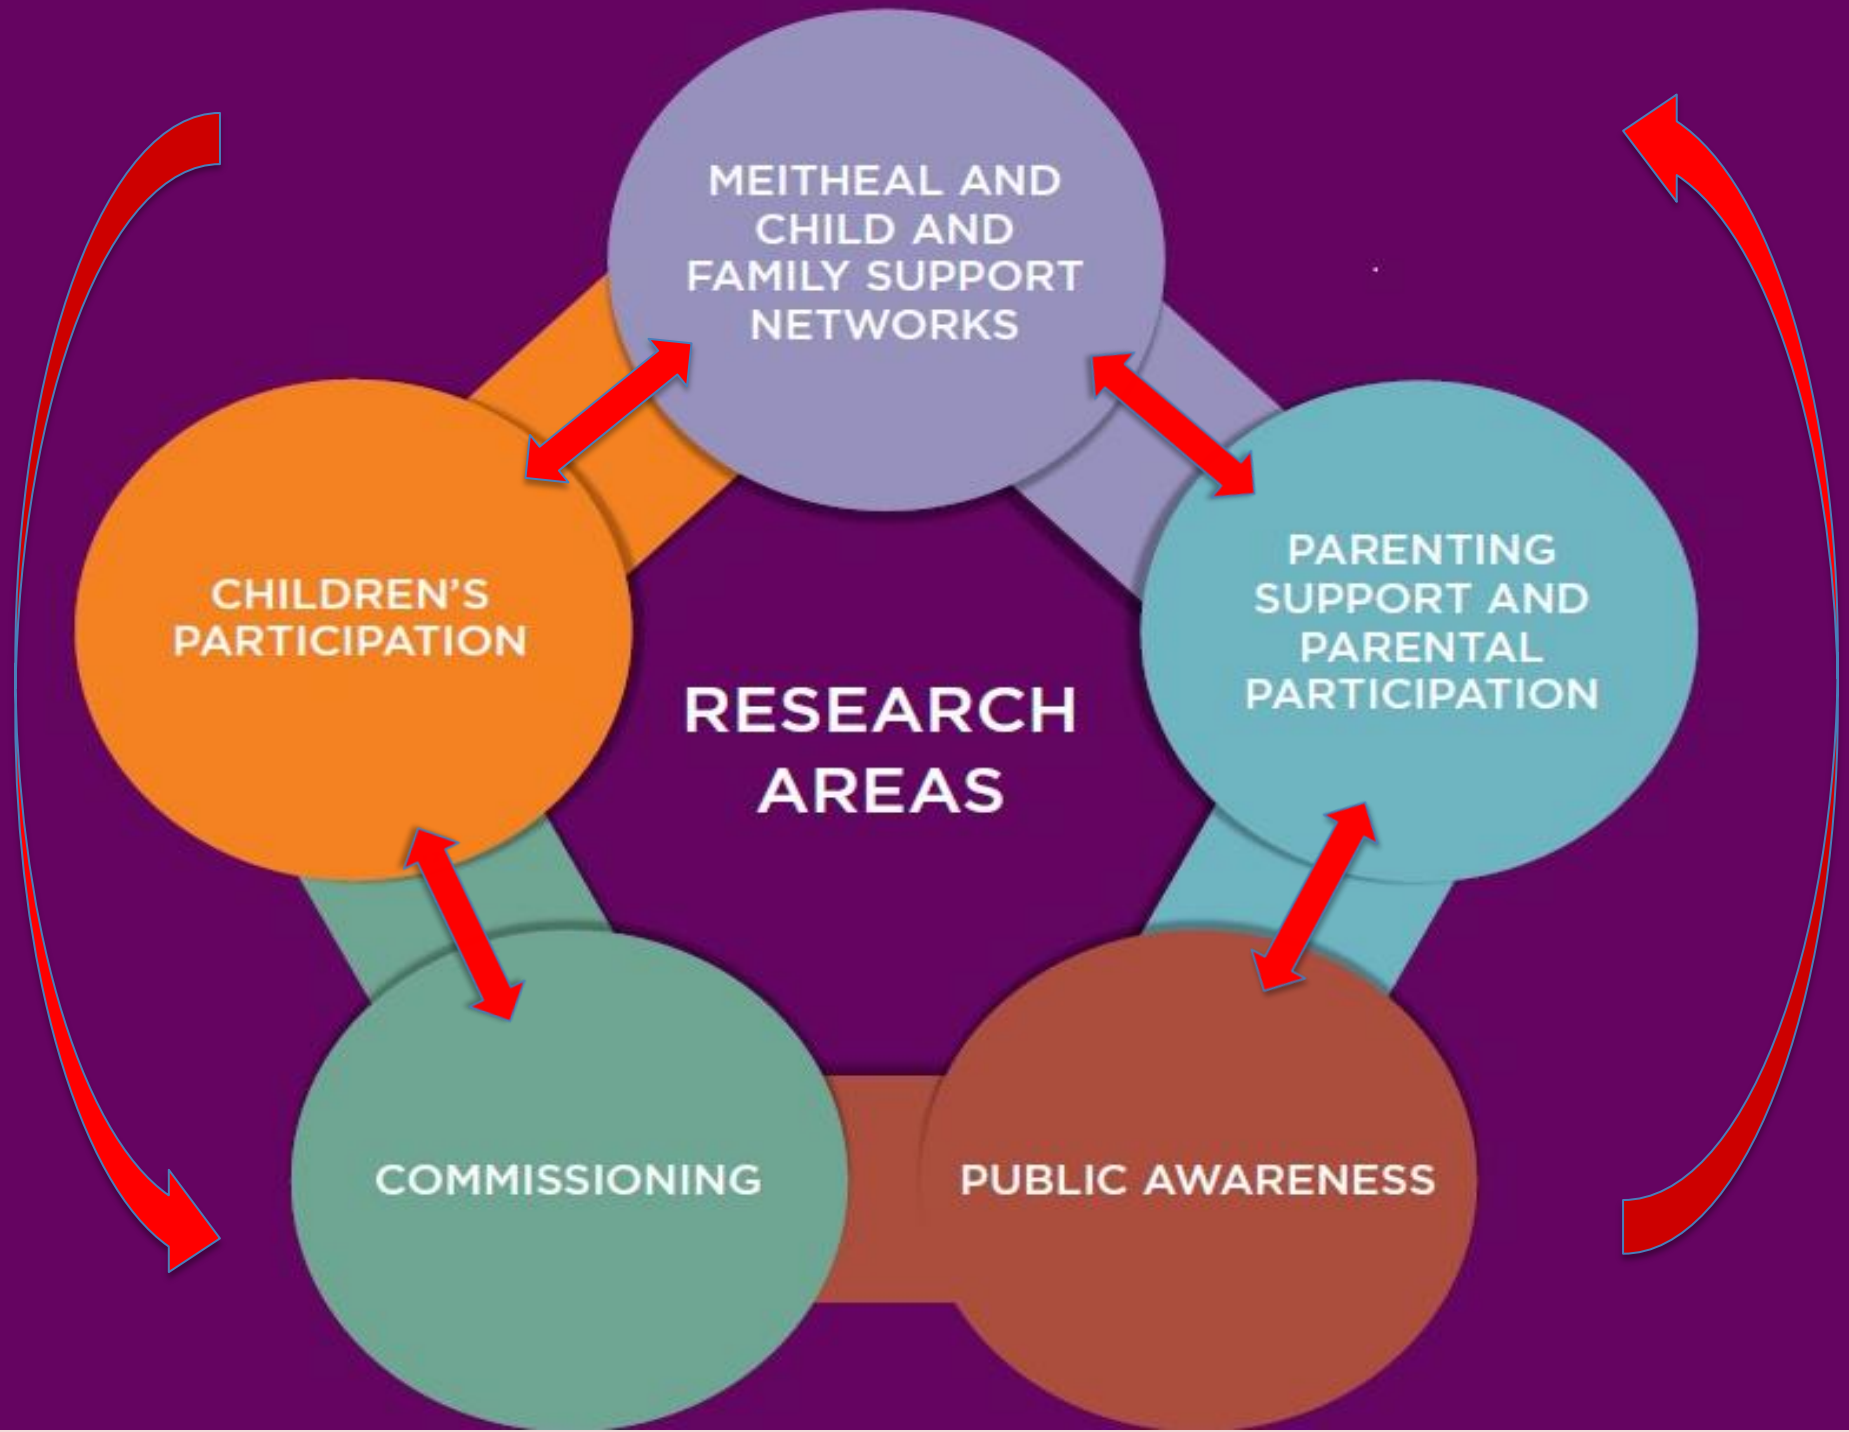 MEITHEAL AND
CHILD AND
FAMILY SUPPORT
NETWORKS
CHILDREN’S
PARTICIPATION
PARENTING
SUPPORT AND
PARENTAL
PARTICIPATION
RESEARCH
AREAS
COMMISSIONING
PUBLIC AWARENESS